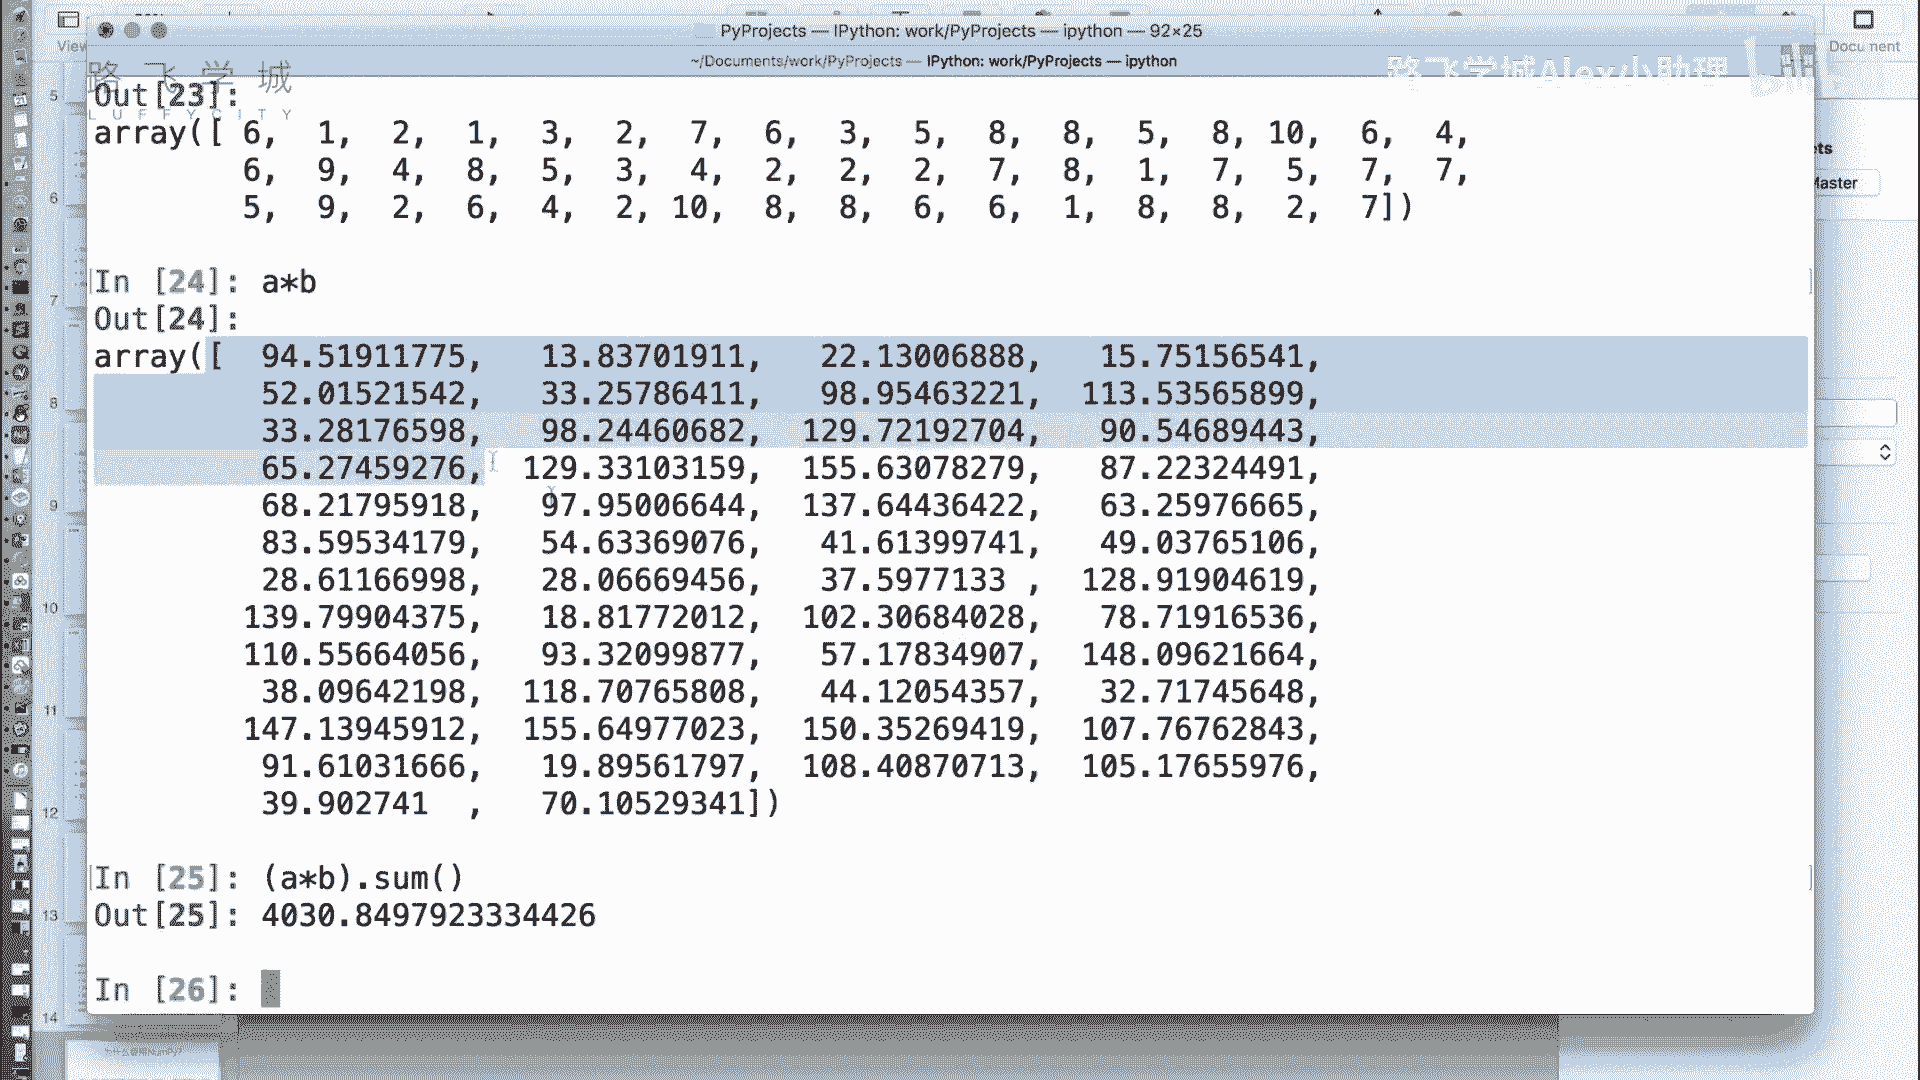 PyProjects — IPython: work/PyProjects — ipython — 92×25
View
Document
~/Documents/work/PyProjects — IPython: work/PyProjects — ipython
路飞学城
LUFFYCITY
路飞学城Alex小助理
Out[23]:
array([ 6, 1, 2, 1, 3, 2, 7, 6, 3, 5, 8, 8, 5, 8, 10, 6, 4,
6, 9, 4, 8, 5, 3, 4, 2, 2, 2, 7, 8, 1, 7, 5, 7, 7,
5, 9, 2, 6, 4, 2, 10, 8, 8, 6, 6, 1, 8, 8, 2, 7])
In [24]: a*b
Out[24]:
array([ 94.51911775, 13.83701911, 22.13006888, 15.75156541,
52.01521542, 33.25786411, 98.95463221, 113.53565899,
33.28176598, 98.24460682, 129.72192704, 90.54689443,
65.27459276, 129.33103159, 155.63078279, 87.22324491,
68.21795918, 97.95006644, 137.64436422, 63.25976665,
83.59534179, 54.63369076, 41.61399741, 49.03765106,
28.61166998, 28.06669456, 37.5977133 , 128.91904619,
139.79904375, 18.81772012, 102.30684028, 78.71916536,
110.55664056, 93.32099877, 57.17834907, 148.09621664,
38.09642198, 118.70765808, 44.12054357, 32.71745648,
147.13945912, 155.64977023, 150.35269419, 107.76762843,
91.61031666, 19.89561797, 108.40870713, 105.17655976,
39.902741 , 70.10529341])
In [25]: (a*b).sum()
Out[25]: 4030.8497923334426
In [26]:
5
6
7
8
9
10
11
12
13
14